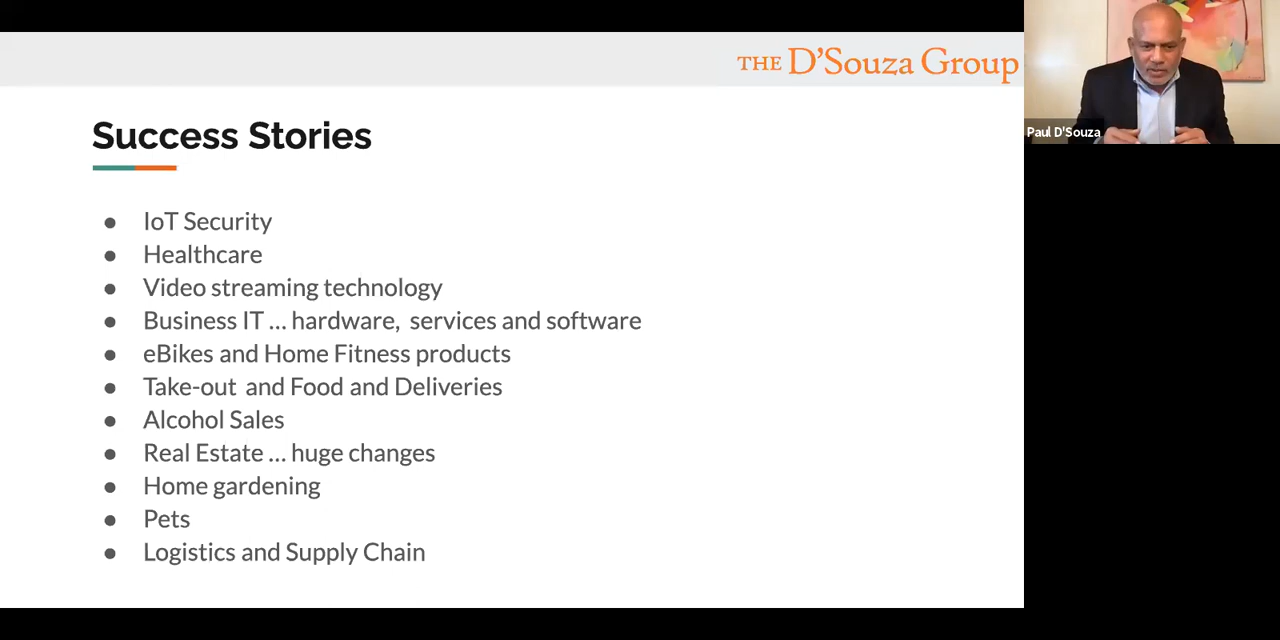 THE D'Souza Group
Paul D'Souza
Success Stories
● IoT Security
● Healthcare
● Video streaming technology
● Business IT ... hardware, services and software
● eBikes and Home Fitness products
● Take-out and Food and Deliveries
● Alcohol Sales
● Real Estate ... huge changes
● Home gardening
● Pets
● Logistics and Supply Chain